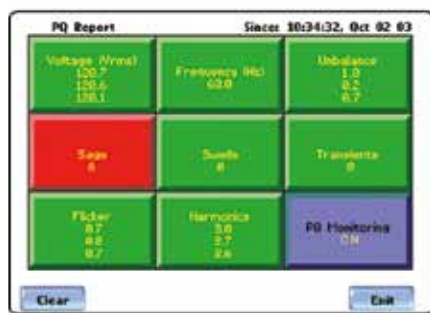 PQ Report
Since: 10:34:32, Oct 02 03
Voltage (Vrms)
120.7
120.6
120.1
Frequency (Hz)
60.0
Unbalance
1.0
0.2
0.7
Sags
6
Swells
0
Transients
0
Flicker
0.7
0.8
0.7
Harmonics
3.0
2.7
2.6
PQ Monitoring
ON
Clear
Exit